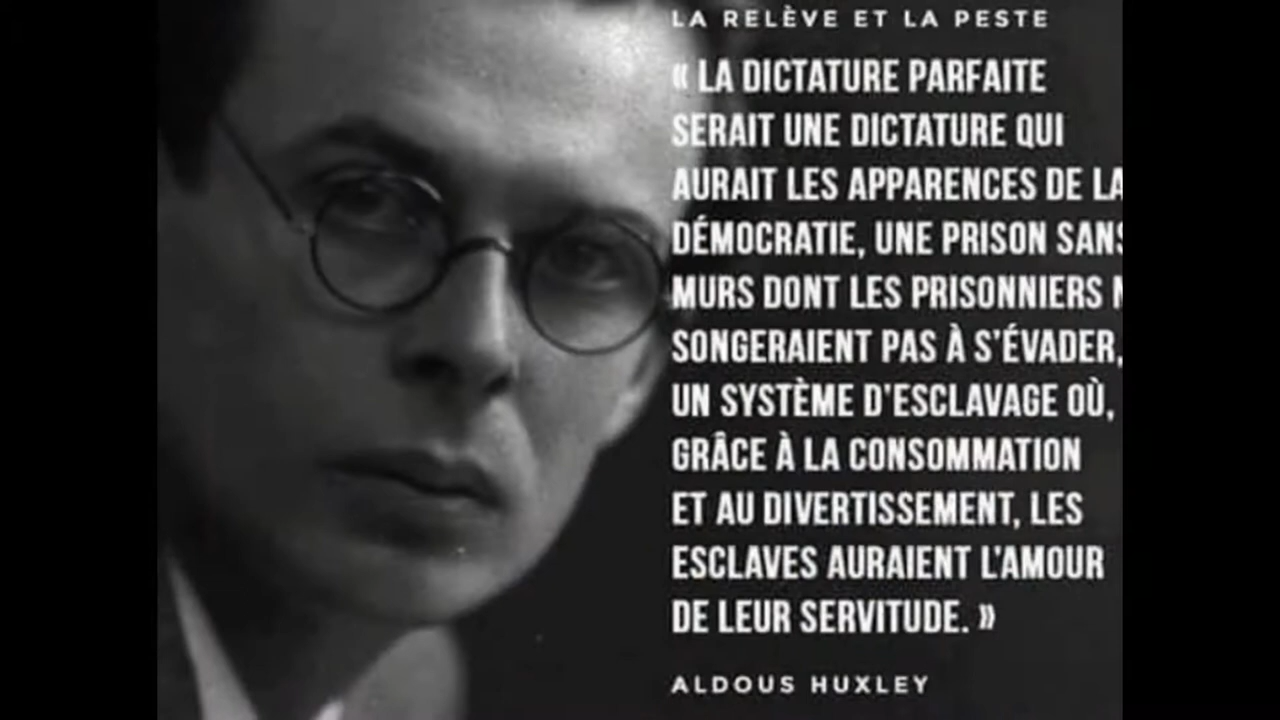 LA RELÈVE ET LA PESTE
« LA DICTATURE PARFAITE
SERAIT UNE DICTATURE QUI
AURAIT LES APPARENCES DE LA
DÉMOCRATIE, UNE PRISON SANS
MURS DONT LES PRISONNIERS
SONGERAIENT PAS À S'ÉVADER,
UN SYSTÈME D'ESCLAVAGE OÙ,
GRÂCE À LA CONSOMMATION
ET AU DIVERTISSEMENT, LES
ESCLAVES AURAIENT L'AMOUR
DE LEUR SERVITUDE. »
ALDOUS HUXLEY